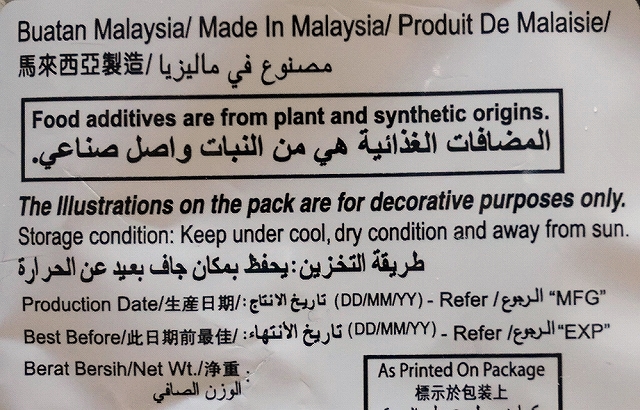 Buatan Malaysia/ Made In Malaysia/ Produit De Malaisie/
馬來西亞製造/ مصنوع في ماليزيا
Food additives are from plant and synthetic origins.
المضافات الغذائية هي من النبات واصل صناعي.
The Illustrations on the pack are for decorative purposes only.
Storage condition: Keep under cool, dry condition and away from sun.
طريقة التخزين: يحفظ بمكان جاف بعيد عن الحرارة
Production Date/生産日期/: تاريخ الانتاج (DD/MM/YY) - Refer / الرجوع "MFG"
Best Before/此日期前最佳/: تاريخ الأنتهاء (DD/MM/YY) - Refer / الرجوع "EXP"
Berat Bersih/Net Wt./淨重 :
الوزن الصافي
As Printed On Package
標示於包裝上